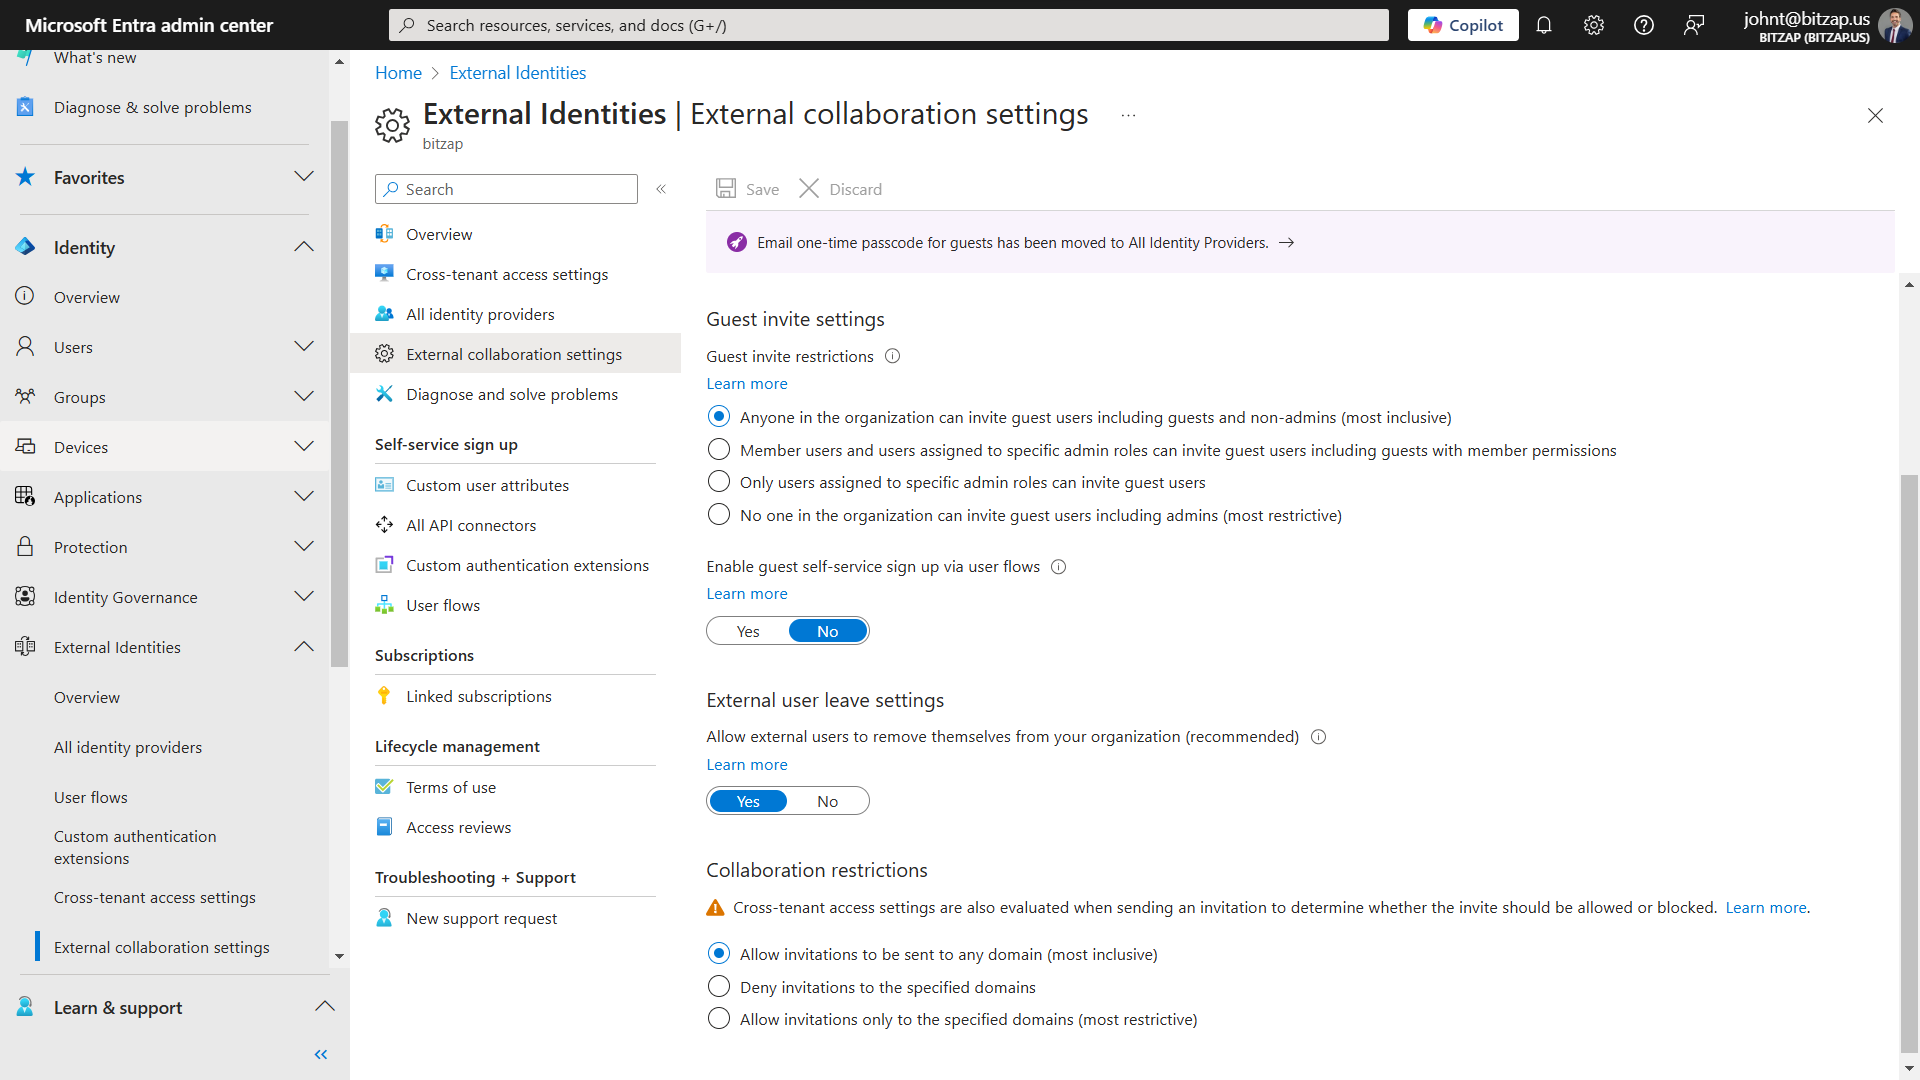 Microsoft Entra admin center
Search resources, services, and docs (G+/)
Copilot
johnt@bitzap.us
BITZAP (BITZAP.US)
What's new
Diagnose & solve problems
Favorites
Identity
Overview
Users
Groups
Devices
Applications
Protection
Identity Governance
External Identities
Overview
All identity providers
User flows
Custom authentication
extensions
Cross-tenant access settings
External collaboration settings
Learn & support
Home
External Identities
External Identities | External collaboration settings
...
bitzap
Search
Overview
Cross-tenant access settings
All identity providers
External collaboration settings
Diagnose and solve problems
Self-service sign up
Custom user attributes
All API connectors
Custom authentication extensions
User flows
Subscriptions
Linked subscriptions
Lifecycle management
Terms of use
Access reviews
Troubleshooting + Support
New support request
Save
Discard
Email one-time passcode for guests has been moved to All Identity Providers. →
Guest invite settings
Guest invite restrictions
Learn more
Anyone in the organization can invite guest users including guests and non-admins (most inclusive)
Member users and users assigned to specific admin roles can invite guest users including guests with member permissions
Only users assigned to specific admin roles can invite guest users
No one in the organization can invite guest users including admins (most restrictive)
Enable guest self-service sign up via user flows
Learn more
Yes No
External user leave settings
Allow external users to remove themselves from your organization (recommended)
Learn more
Yes No
Collaboration restrictions
Cross-tenant access settings are also evaluated when sending an invitation to determine whether the invite should be allowed or blocked. Learn more.
Allow invitations to be sent to any domain (most inclusive)
Deny invitations to the specified domains
Allow invitations only to the specified domains (most restrictive)